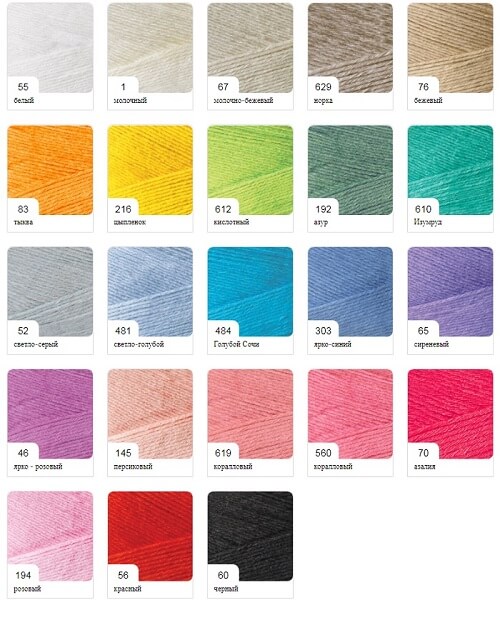 55
белый
1
молочный
67
молочно-бежевый
629
норка
76
бежевый
83
тыква
216
цыпленок
612
кислотный
192
азур
610
Изумруд
52
светло-серый
481
светло-голубой
484
Голубой Сочи
303
ярко-синий
65
сиреневый
46
ярко - розовый
145
персиковый
619
коралловый
560
коралловый
70
азалия
194
розовый
56
красный
60
черный